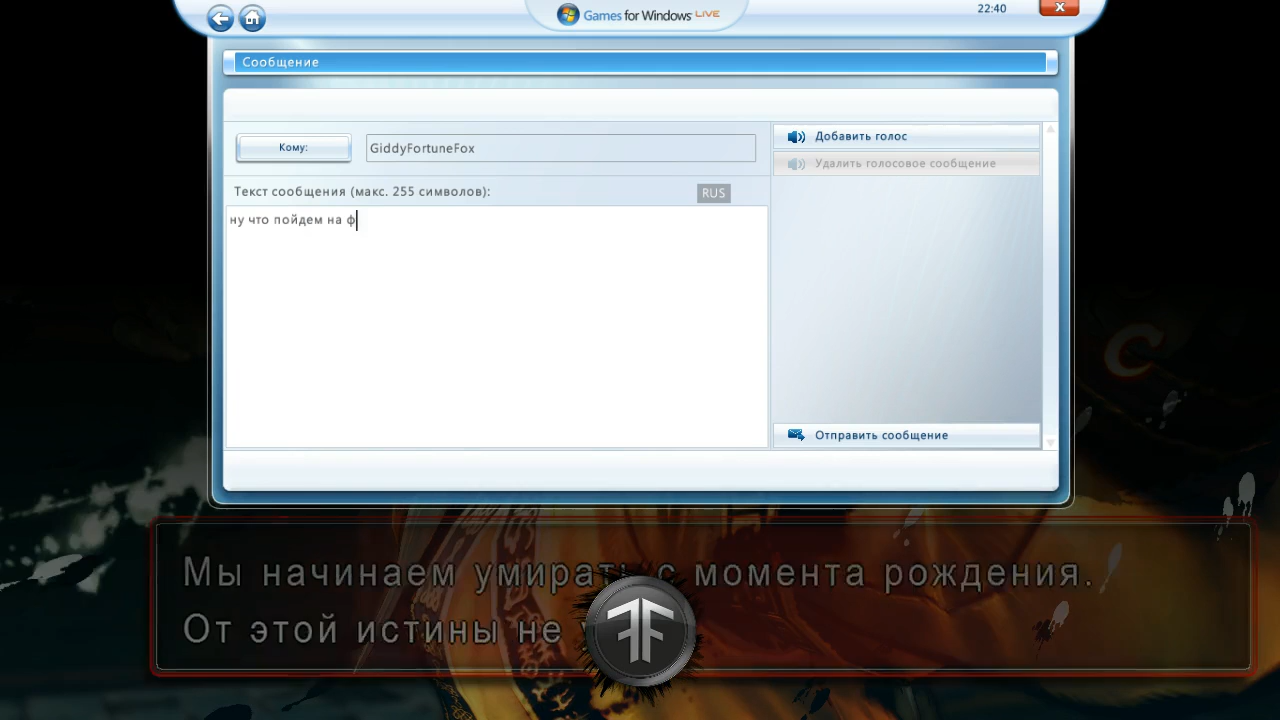 Games for Windows LIVE
22:40
Сообщение
Кому:
GiddyFortuneFox
Добавить голос
Удалить голосовое сообщение
Текст сообщения (макс. 255 символов):
RUS
ну что пойдем на ф
Отправить сообщение
Мы начинаем умирать с момента рождения.
От этой истины не